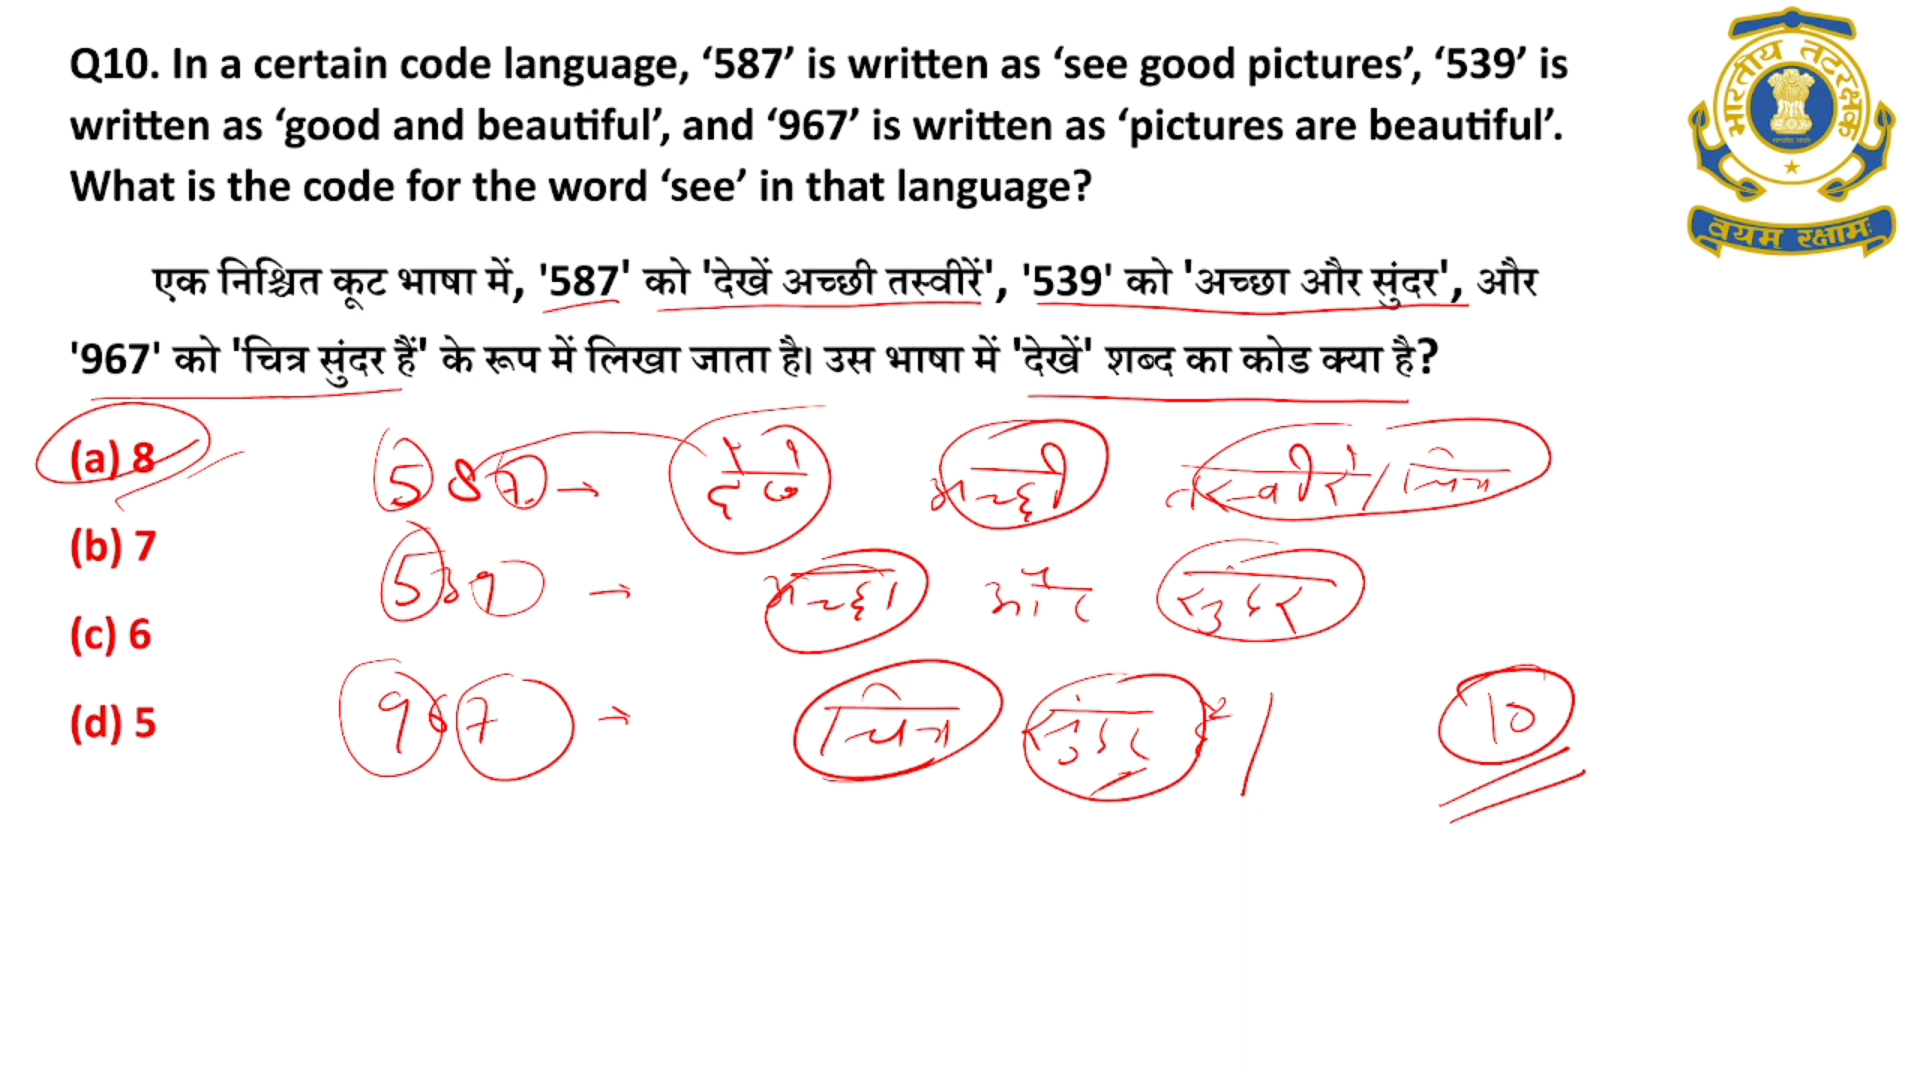 Q10. In a certain code language, ‘587’ is written as ‘see good pictures’, ‘539’ is
written as ‘good and beautiful’, and ‘967’ is written as ‘pictures are beautiful’.
What is the code for the word ‘see’ in that language?
भारतीय तटरक्षक
वयम् रक्षामः
एक निश्चित कूट भाषा में, '587' को 'देखें अच्छी तस्वीरें', '539' को 'अच्छा और सुंदर', और
'967' को 'चित्र सुंदर हैं' के रूप में लिखा जाता है। उस भाषा में 'देखें' शब्द का कोड क्या है?
(a) 8
587 → देखे अच्छी तस्वीरें / चित्र
(b) 7
539 → अच्छा और सुंदर
(c) 6
967 → चित्र सुंदर है। 10
(d) 5